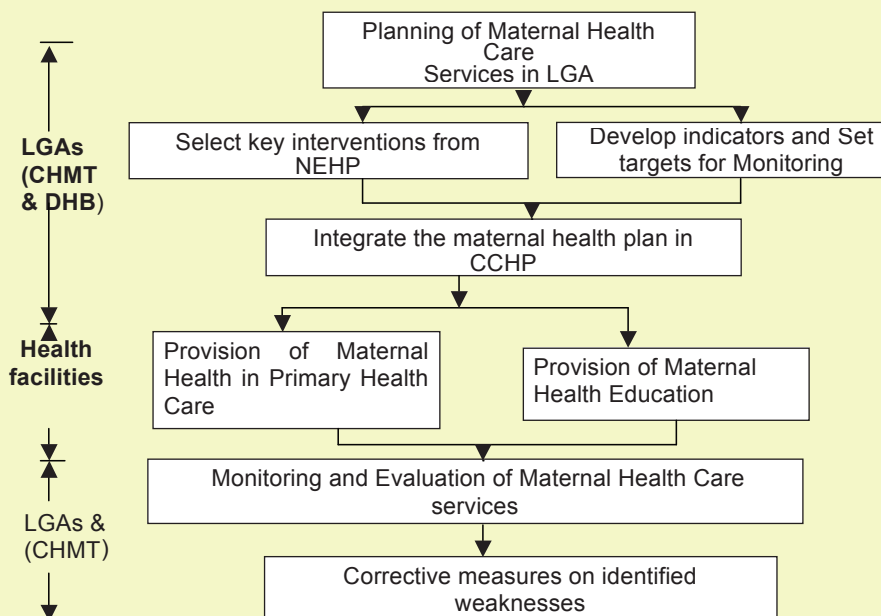 Planning of Maternal Health
Care
Services in LGA
LGAs
(CHMT
& DHB)
Select key interventions from
NEHP
Develop indicators and Set
targets for Monitoring
Integrate the maternal health plan in
CCHP
Health
facilities
Provision of Maternal
Health in Primary Health
Care
Provision of Maternal
Health Education
LGAs &
(CHMT)
Monitoring and Evaluation of Maternal Health Care
services
Corrective measures on identified
weaknesses